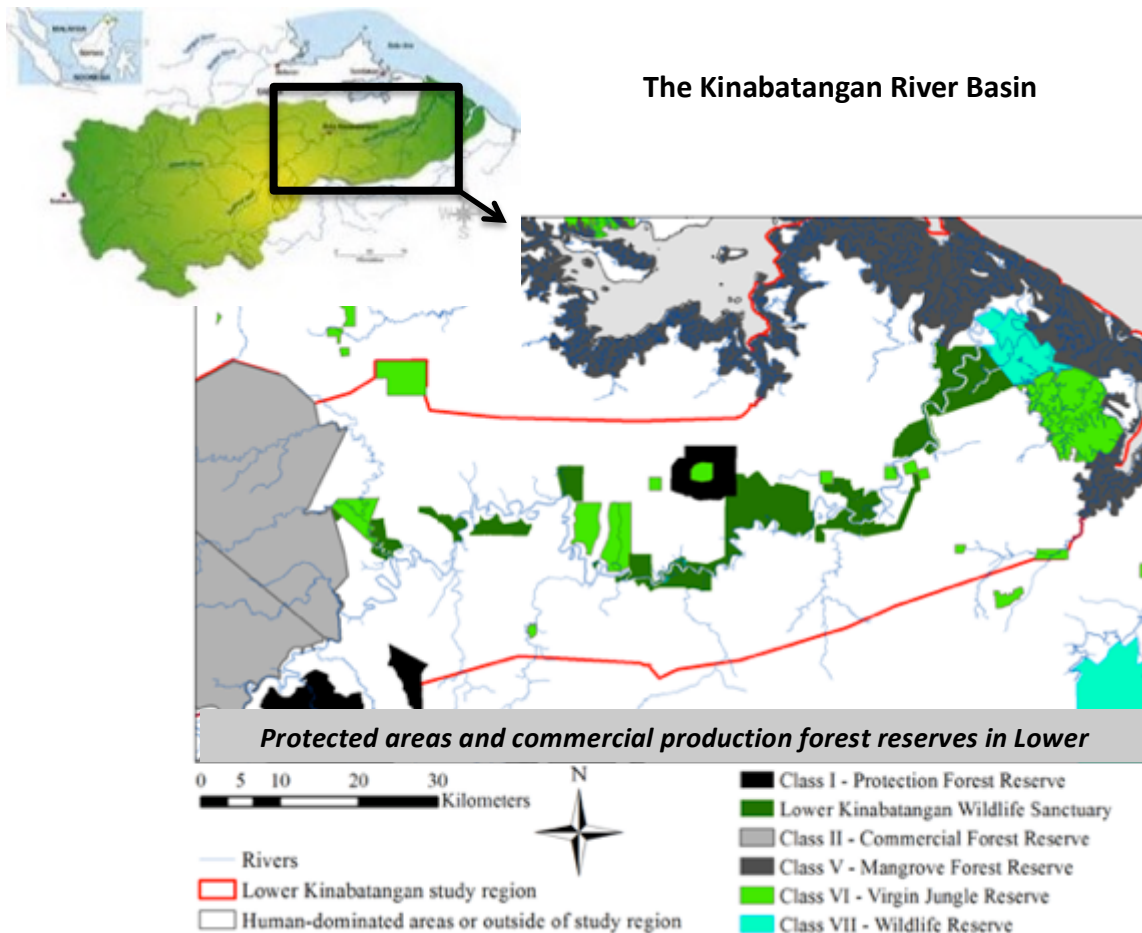 MALAYSIA
INDONESIA
The Kinabatangan River Basin
Protected areas and commercial production forest reserves in Lower
0 5 10 20 30
Kilometers
N
Rivers
Lower Kinabatangan study region
Human-dominated areas or outside of study region
Class I - Protection Forest Reserve
Lower Kinabatangan Wildlife Sanctuary
Class II - Commercial Forest Reserve
Class V - Mangrove Forest Reserve
Class VI - Virgin Jungle Reserve
Class VII - Wildlife Reserve